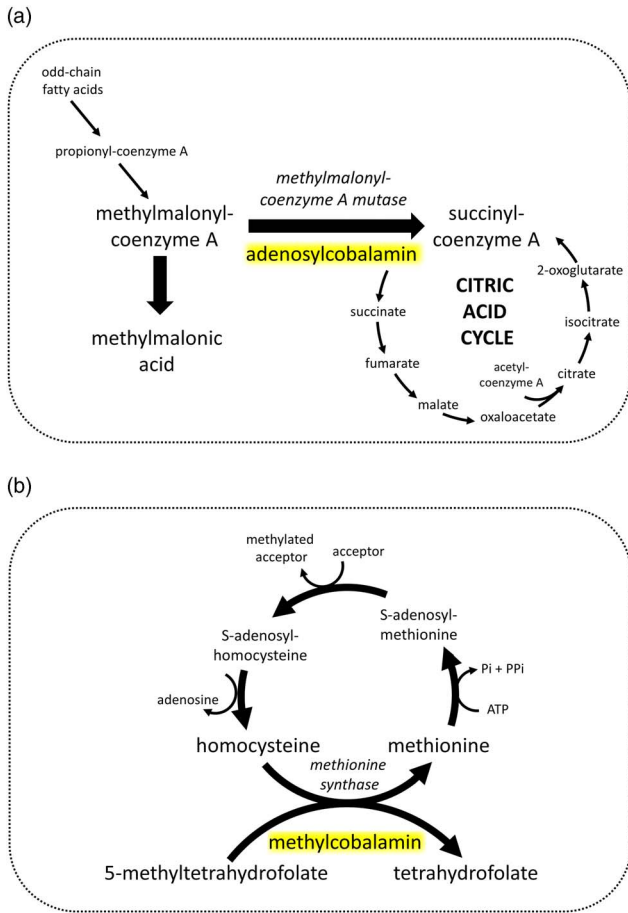 (a)
odd-chain
fatty acids
propionyl-coenzyme A
methylmalonyl-
coenzyme A
methylmalonyl-
coenzyme A mutase
adenosylcobalamin
succinyl-
coenzyme A
methylmalonic
acid
CITRIC
ACID
CYCLE
2-oxoglutarate
isocitrate
citrate
acetyl-
coenzyme A
oxaloacetate
malate
fumarate
succinate
(b)
methylated
acceptor
acceptor
S-adenosyl-
homocysteine
S-adenosyl-
methionine
adenosine
Pi + PPi
ATP
homocysteine
methionine
methionine
synthase
methylcobalamin
5-methyltetrahydrofolate
tetrahydrofolate